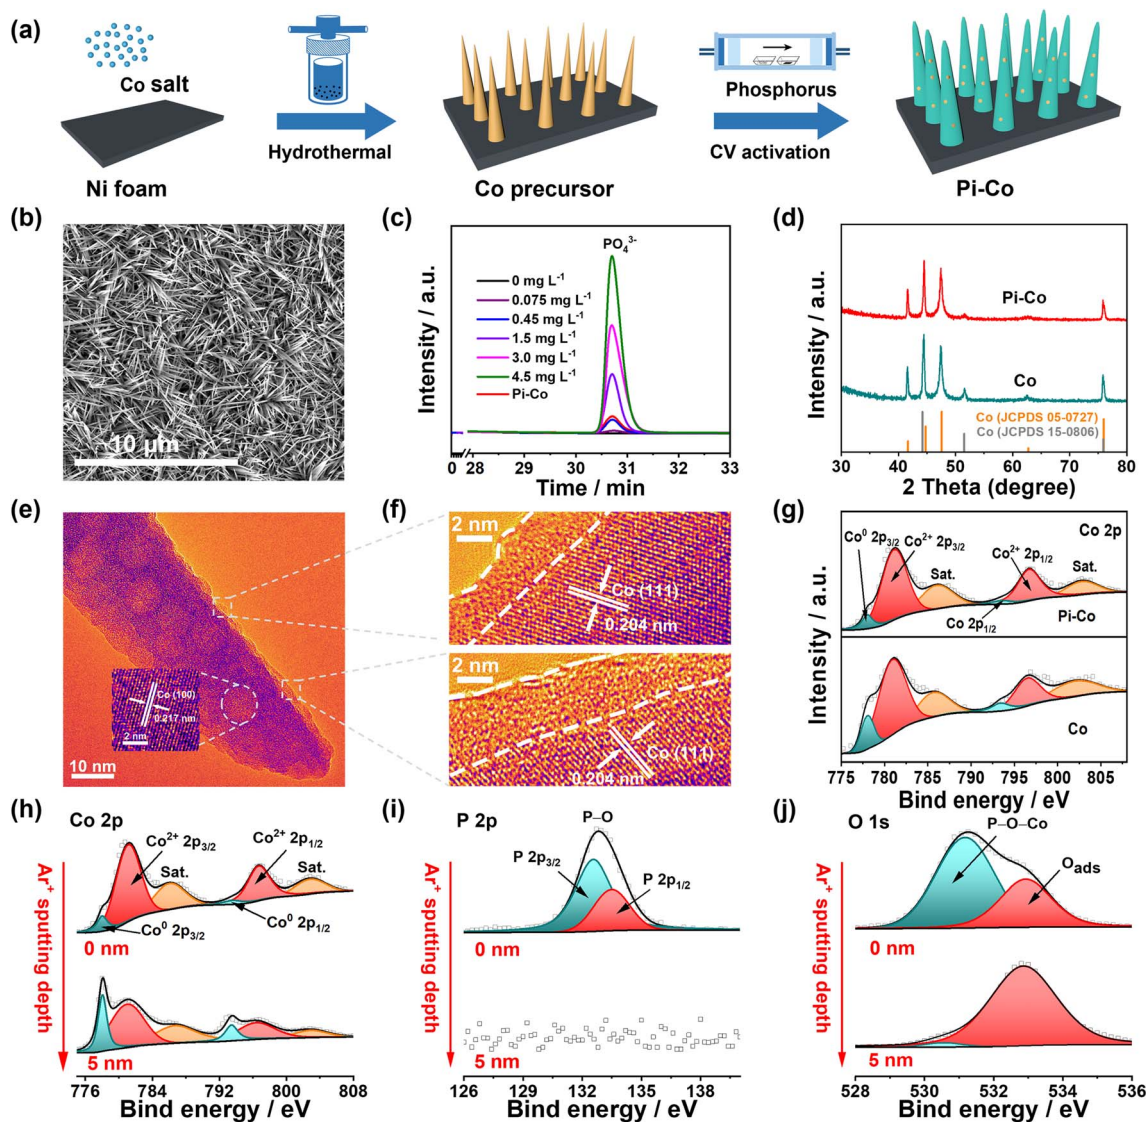 (a)
Co salt
Ni foam
Hydrothermal
Co precursor
Phosphorus
CV activation
Pi-Co
(b)
10 μm
(c)
Intensity / a.u.
PO₄³⁻
0 mg L⁻¹
0.075 mg L⁻¹
0.45 mg L⁻¹
1.5 mg L⁻¹
3.0 mg L⁻¹
4.5 mg L⁻¹
Pi-Co
0 28 29 30 31 32 33
Time / min
(d)
Intensity / a.u.
Pi-Co
Co
Co (JCPDS 05-0727)
Co (JCPDS 15-0806)
30 40 50 60 70 80
2 Theta (degree)
(e)
Co (100)
0.217 nm
2 nm
10 nm
(f)
2 nm
Co (111)
0.204 nm
2 nm
Co (111)
0.204 nm
(g)
Intensity / a.u.
Co 2p
Co⁰ 2p₃/₂
Co²⁺ 2p₃/₂
Sat.
Co²⁺ 2p₁/₂
Co 2p₁/₂
Pi-Co
Co
775 780 785 790 795 800 805
Bind energy / eV
(h)
Ar⁺ sputting depth
Co 2p
Co²⁺ 2p₃/₂
Sat.
Co²⁺ 2p₁/₂
Sat.
Co⁰ 2p₃/₂
Co⁰ 2p₁/₂
0 nm
5 nm
776 784 792 800 808
Bind energy / eV
(i)
Ar⁺ sputting depth
P 2p
P–O
P 2p₃/₂
P 2p₁/₂
0 nm
5 nm
126 129 132 135 138
Bind energy / eV
(j)
Ar⁺ sputting depth
O 1s
P–O–Co
Oads
0 nm
5 nm
528 530 532 534 536
Bind energy / eV